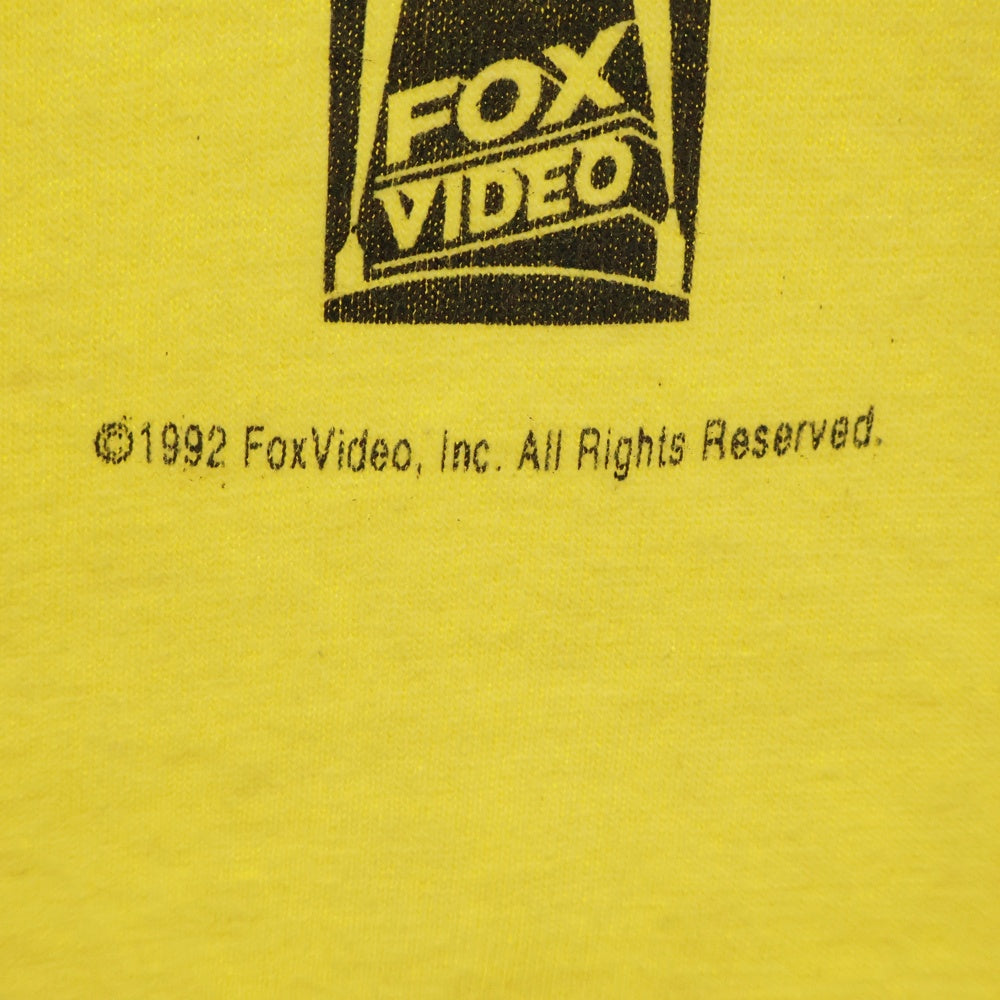 FOX
VIDEO
©1992 FoxVideo, Inc. All Rights Reserved.